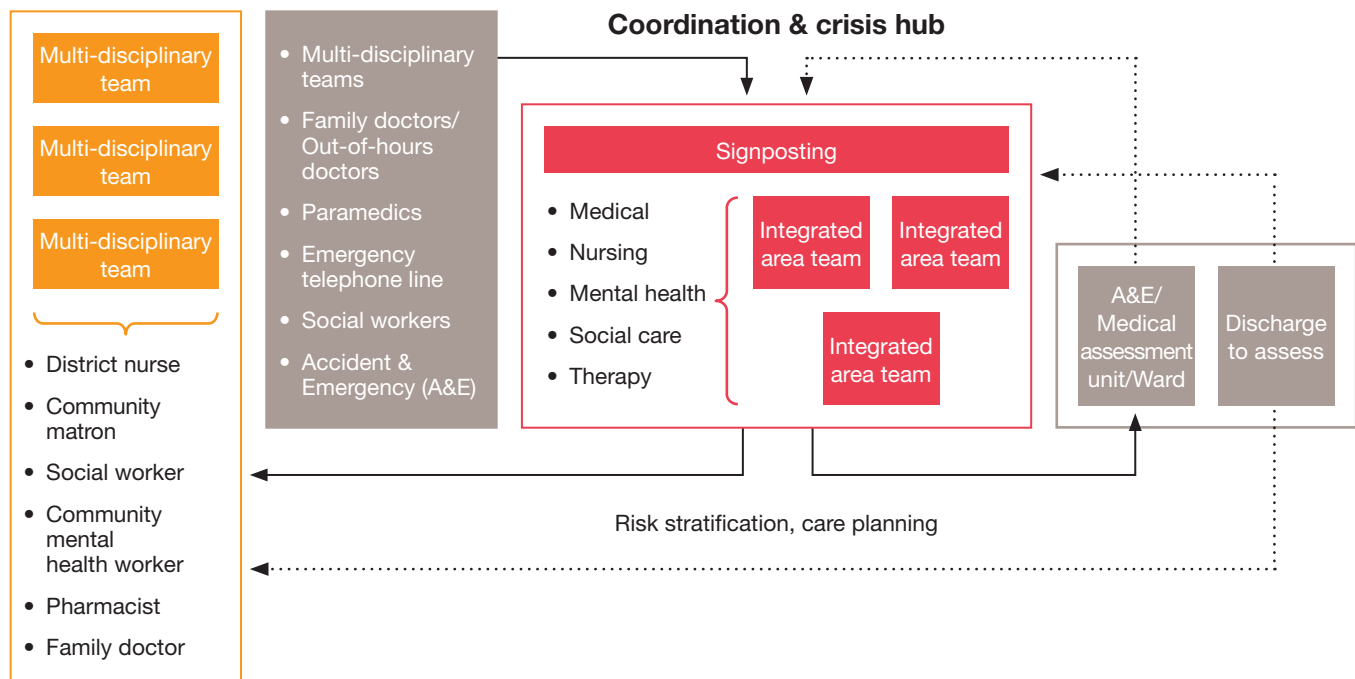 Multi-disciplinary
team
Multi-disciplinary
team
Multi-disciplinary
team
• District nurse
• Community
matron
• Social worker
• Community
mental
health worker
• Pharmacist
• Family doctor
• Multi-disciplinary
teams
• Family doctors/
Out-of-hours
doctors
• Paramedics
• Emergency
telephone line
• Social workers
• Accident &
Emergency (A&E)
Coordination & crisis hub
Signposting
• Medical
• Nursing
• Mental health
• Social care
• Therapy
Integrated
area team
Integrated
area team
Integrated
area team
A&E/
Medical
assessment
unit/Ward
Discharge
to assess
Risk stratification, care planning